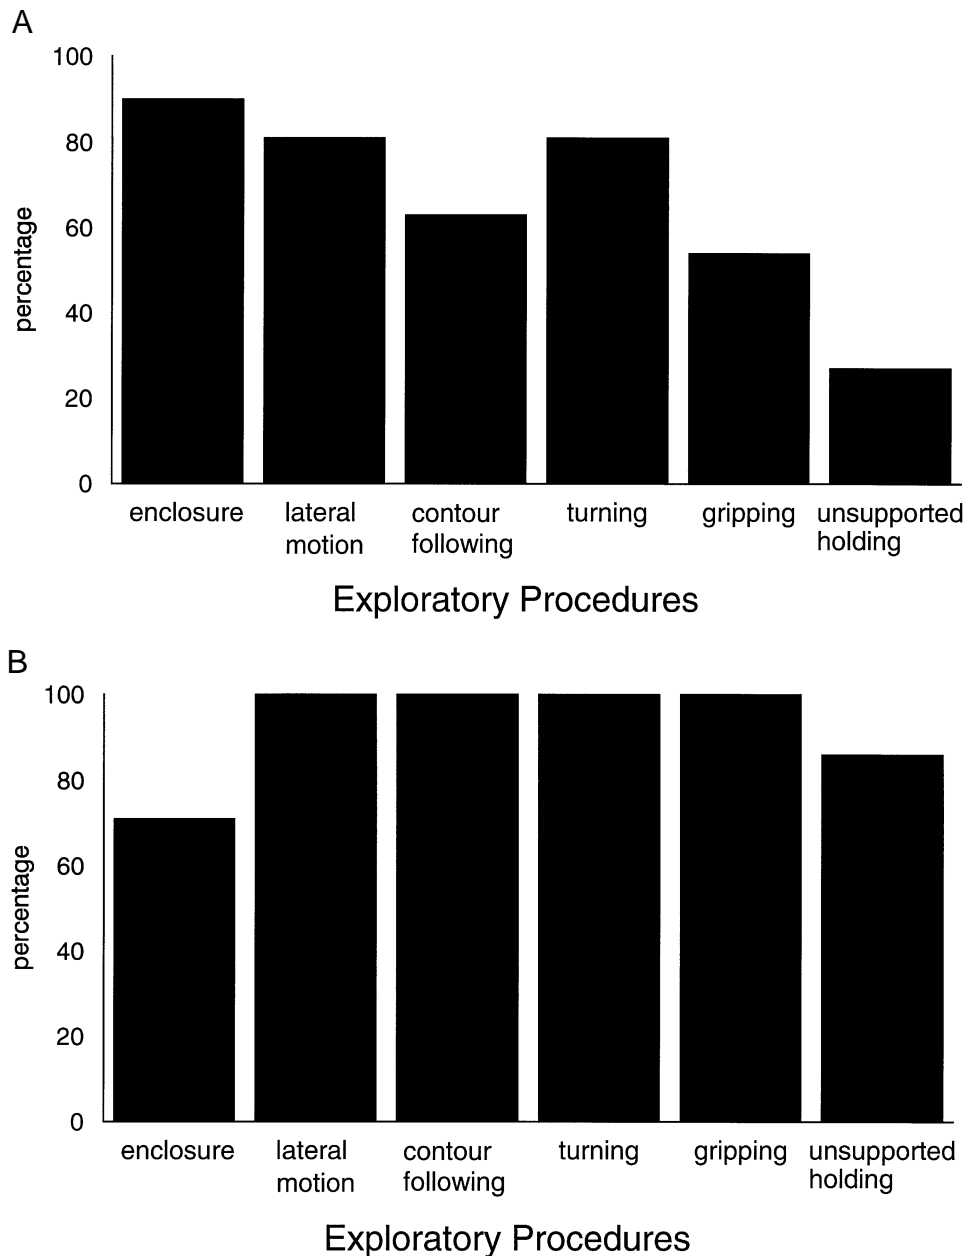 A
100
80
60
40
20
0
percentage
enclosure
lateral
motion
contour
following
turning
gripping
unsupported
holding
Exploratory Procedures
B
100
80
60
40
20
0
percentage
enclosure
lateral
motion
contour
following
turning
gripping
unsupported
holding
Exploratory Procedures